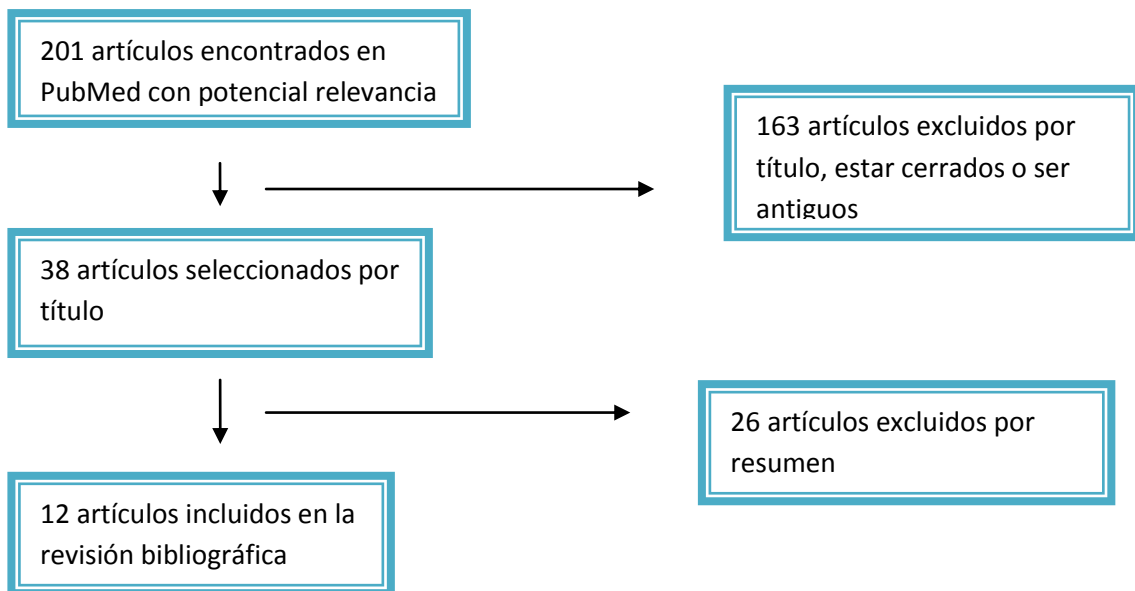 201 artículos encontrados en
PubMed con potencial relevancia
163 artículos excluidos por
título, estar cerrados o ser
antiguos
38 artículos seleccionados por
título
26 artículos excluidos por
resumen
12 artículos incluidos en la
revisión bibliográfica